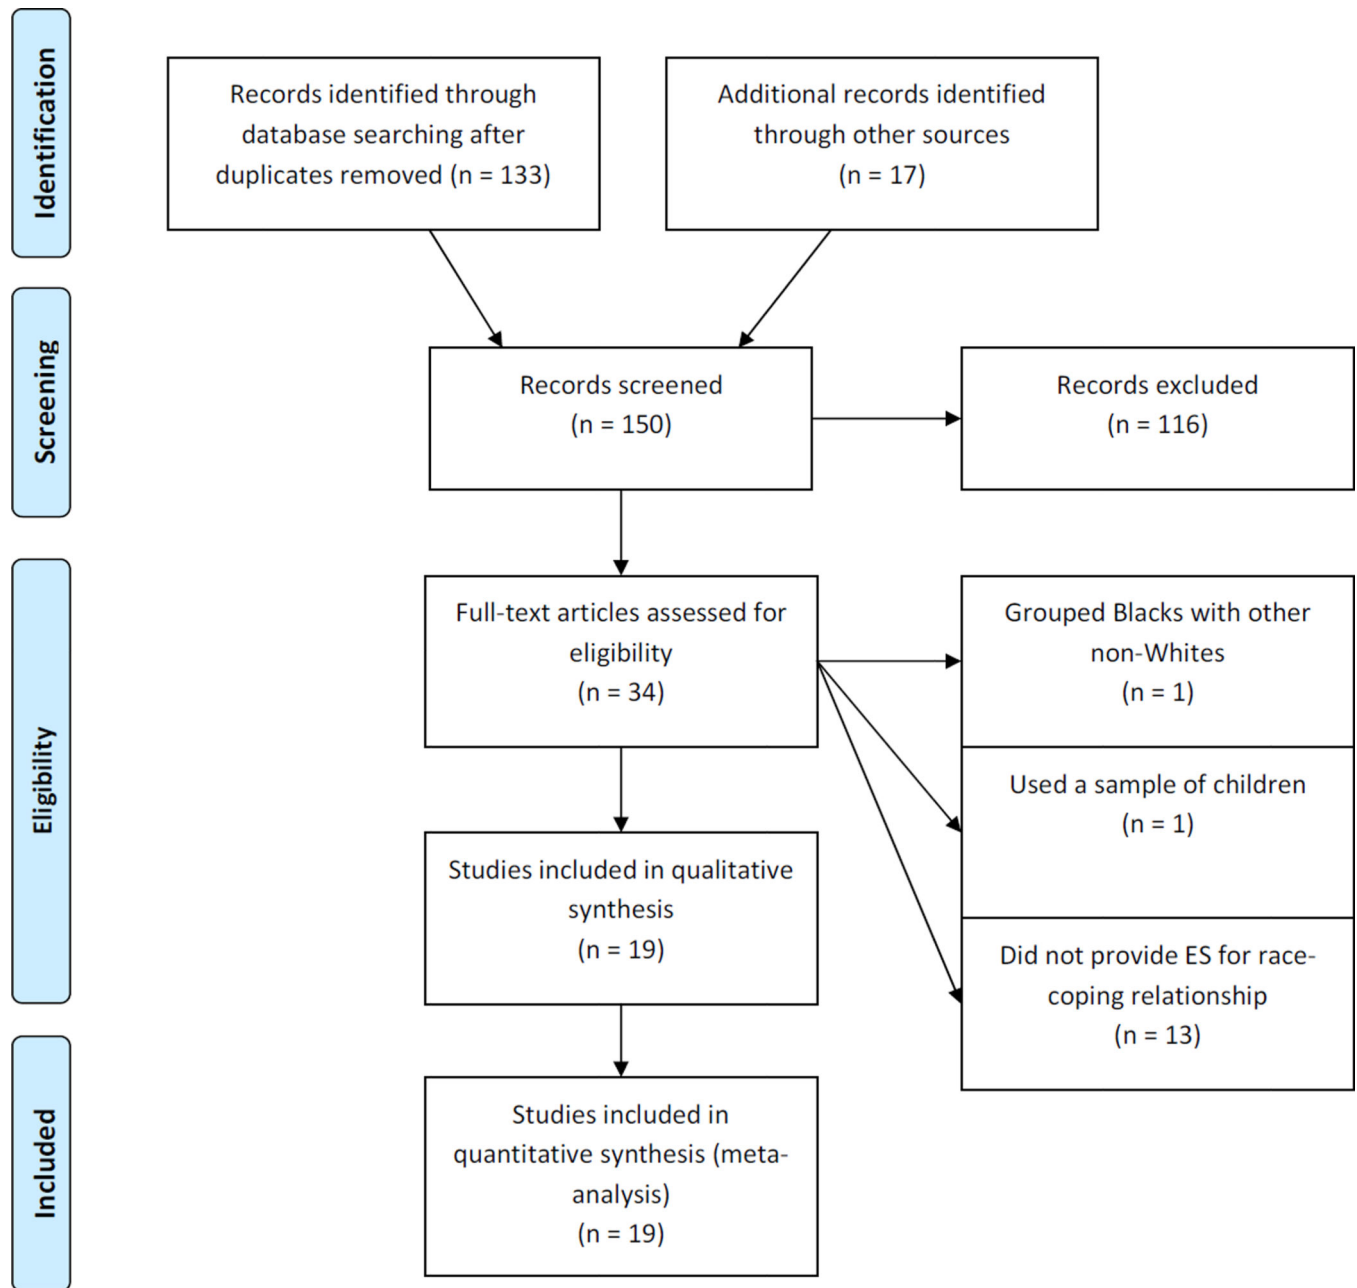 Identification
Records identified through
database searching after
duplicates removed (n = 133)
Additional records identified
through other sources
(n = 17)
Screening
Records screened
(n = 150)
Records excluded
(n = 116)
Eligibility
Full-text articles assessed for
eligibility
(n = 34)
Grouped Blacks with other
non-Whites
(n = 1)
Used a sample of children
(n = 1)
Did not provide ES for race-
coping relationship
(n = 13)
Studies included in qualitative
synthesis
(n = 19)
Included
Studies included in
quantitative synthesis (meta-
analysis)
(n = 19)